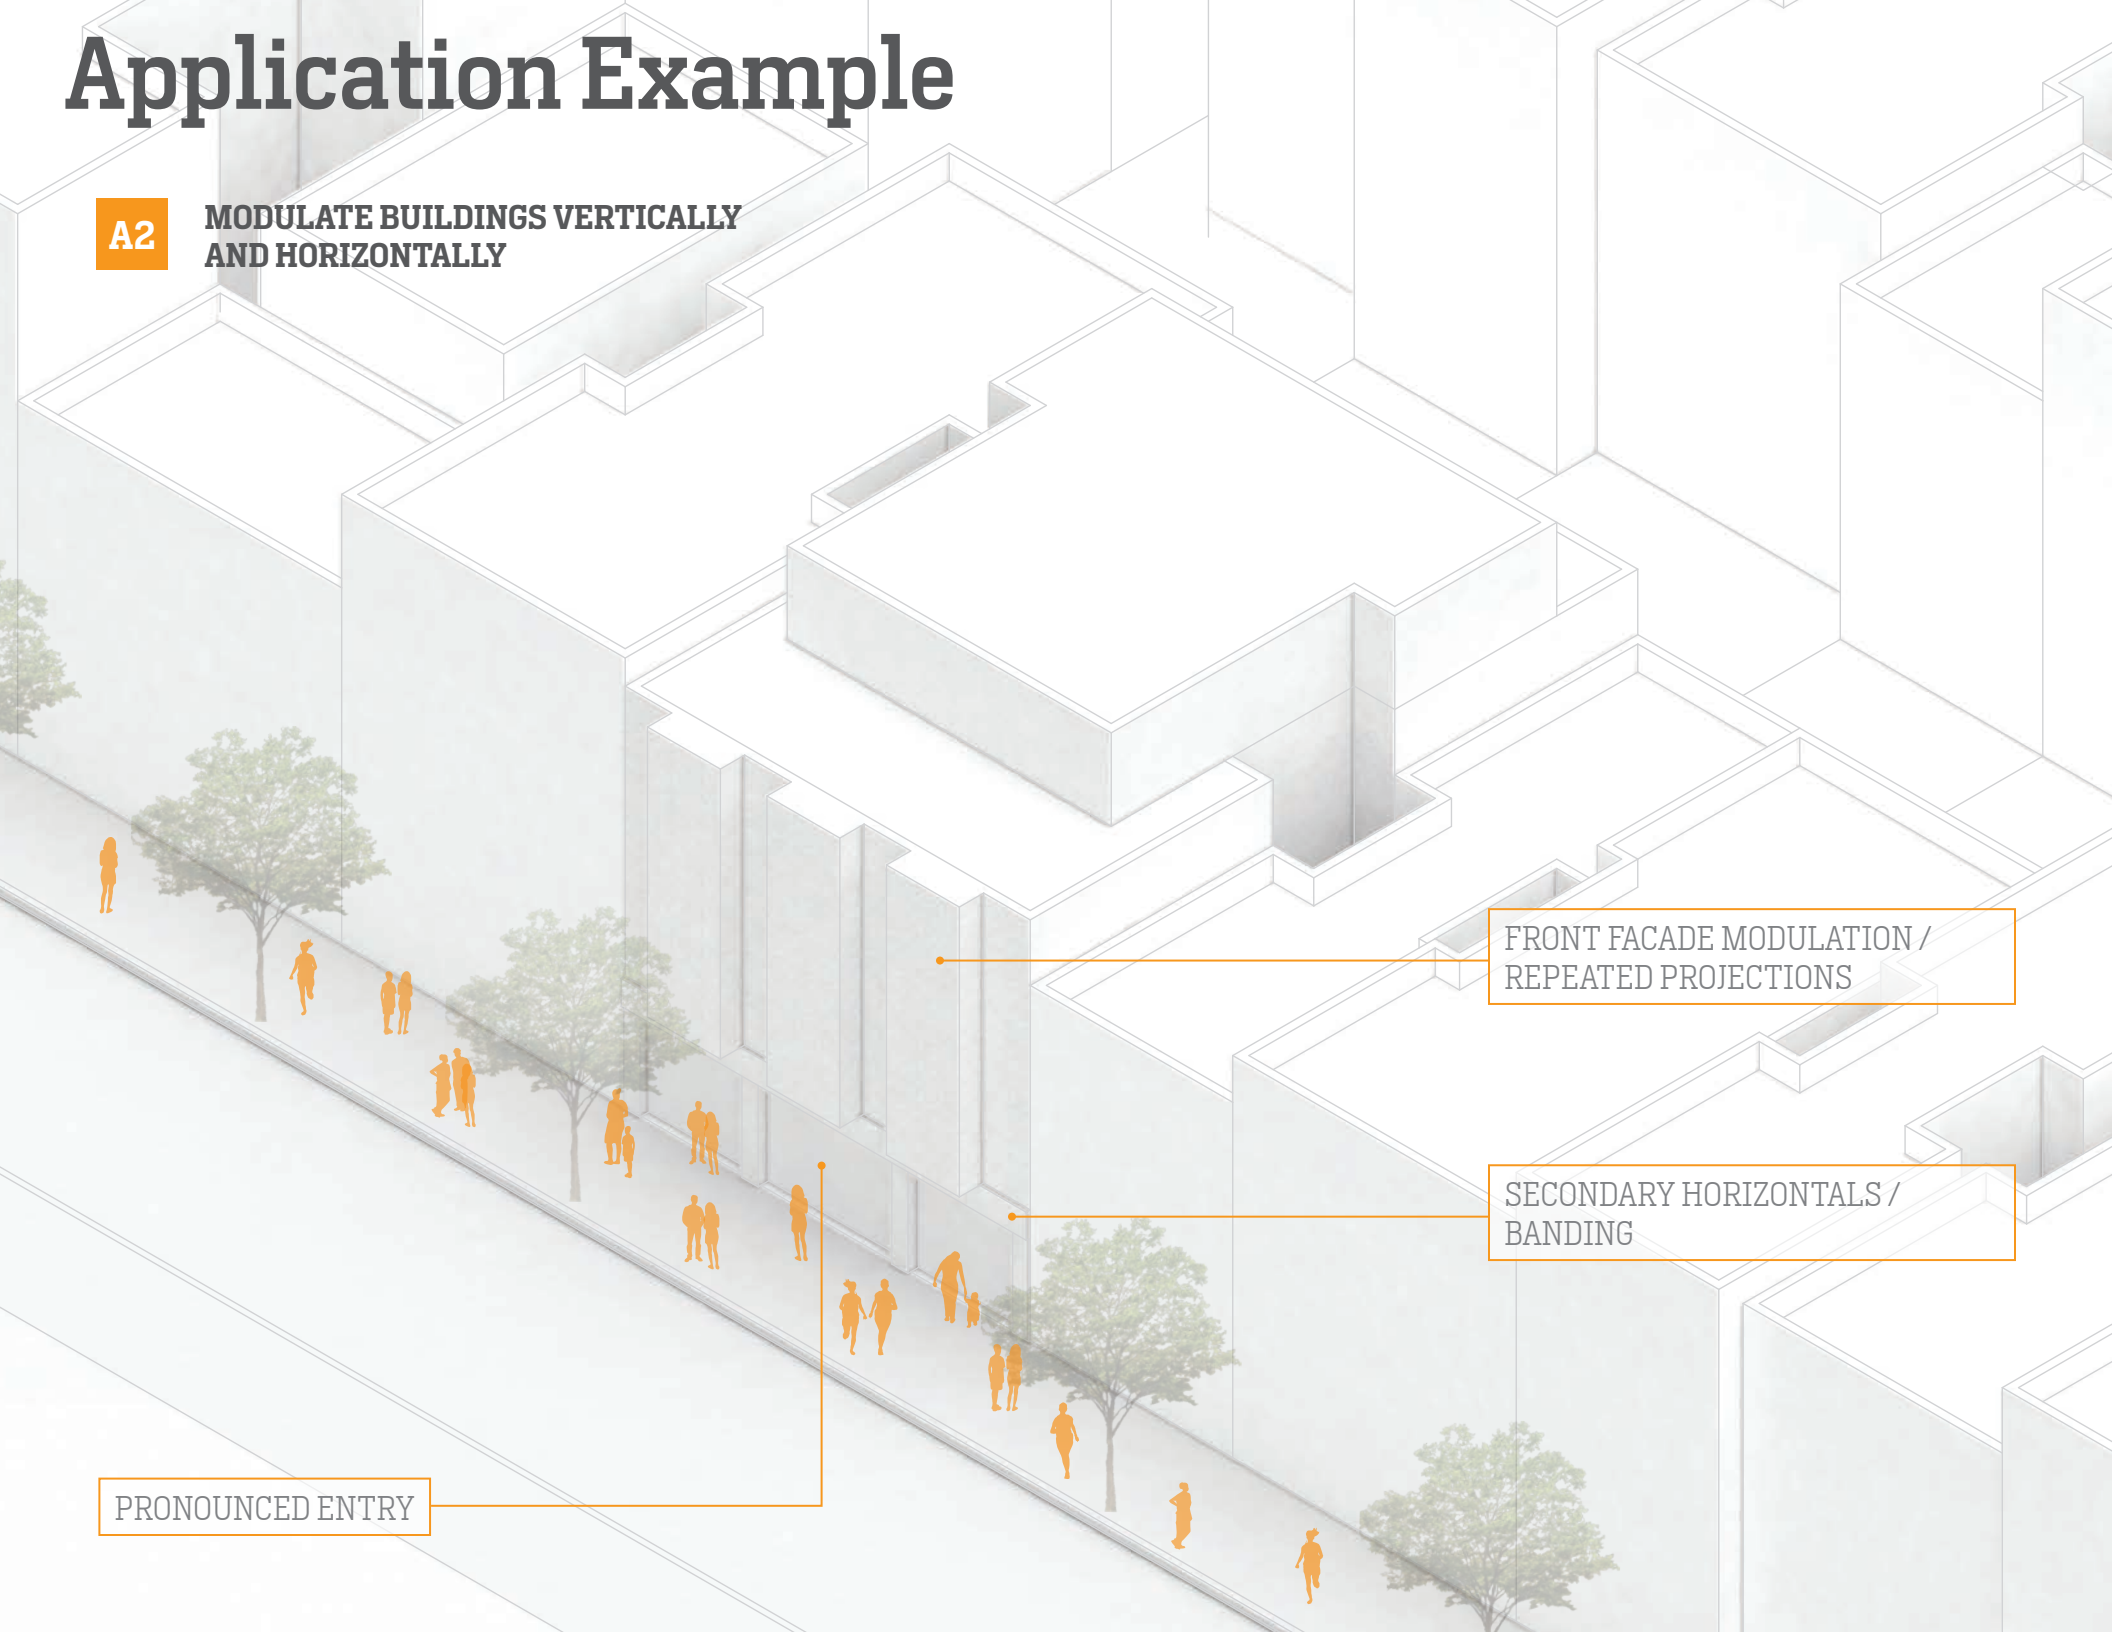 Application Example
A2
MODULATE BUILDINGS VERTICALLY
AND HORIZONTALLY
FRONT FACADE MODULATION /
REPEATED PROJECTIONS
SECONDARY HORIZONTALS /
BANDING
PRONOUNCED ENTRY